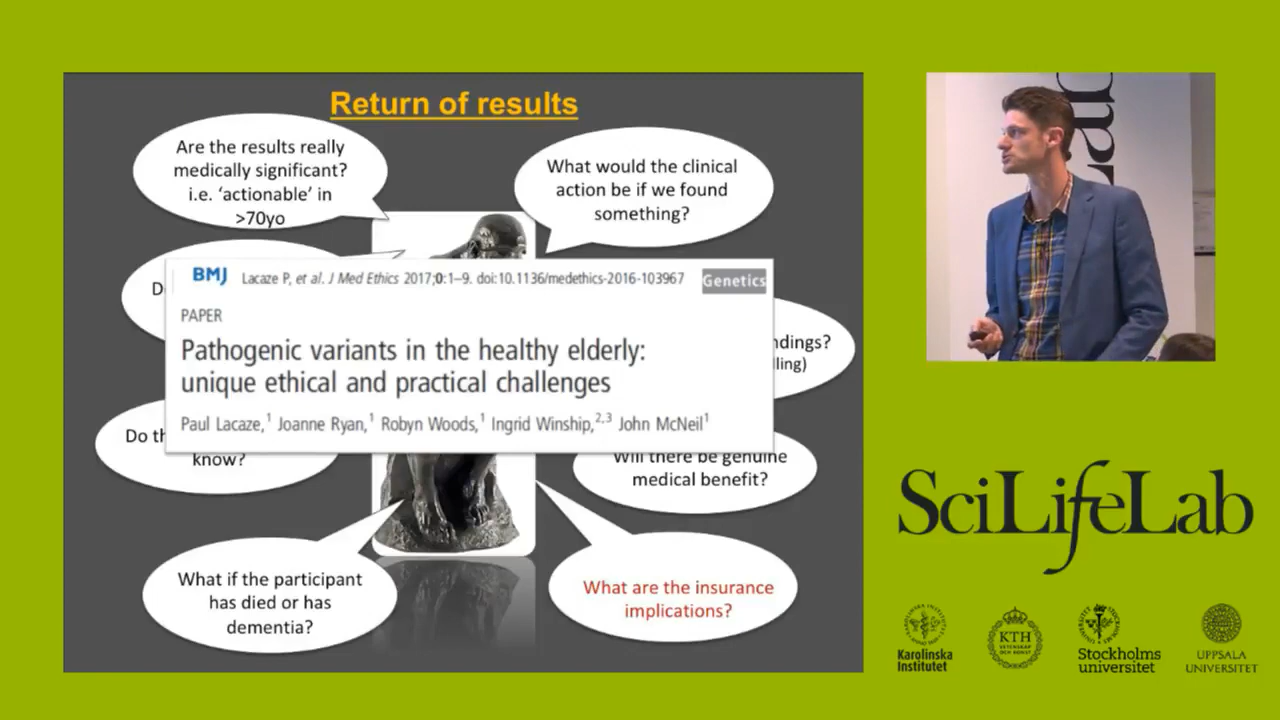 Return of results
Are the results really
medically significant?
i.e. ‘actionable’ in
>70yo
What would the clinical
action be if we found
something?
BMJ
Lacaze P, et al. J Med Ethics 2017;0:1–9. doi:10.1136/medethics-2016-103967
Genetics
PAPER
Pathogenic variants in the healthy elderly:
unique ethical and practical challenges
Paul Lacaze,1 Joanne Ryan,1 Robyn Woods,1 Ingrid Winship,2,3 John McNeil1
Do
know?
Will there be genuine
medical benefit?
What if the participant
has died or has
dementia?
What are the insurance
implications?
SciLifeLab
Karolinska
Institutet
KTH
VETENSKAP
OCH KONST
Stockholms
universitet
UPPSALA
UNIVERSITET